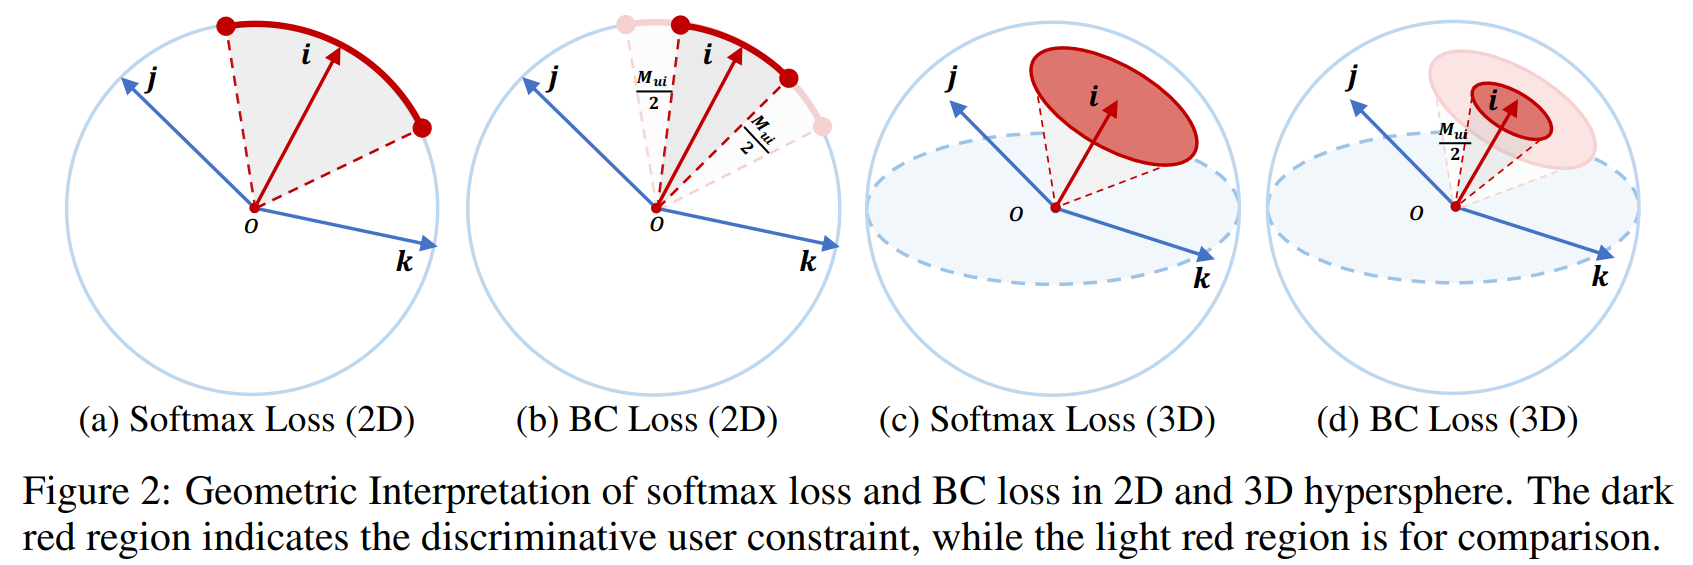 i
j
k
O
i
j
k
O
M_ui/2
M_ui/2
i
j
k
O
i
j
k
O
M_ui/2
(a) Softmax Loss (2D)
(b) BC Loss (2D)
(c) Softmax Loss (3D)
(d) BC Loss (3D)
Figure 2: Geometric Interpretation of softmax loss and BC loss in 2D and 3D hypersphere. The dark
red region indicates the discriminative user constraint, while the light red region is for comparison.